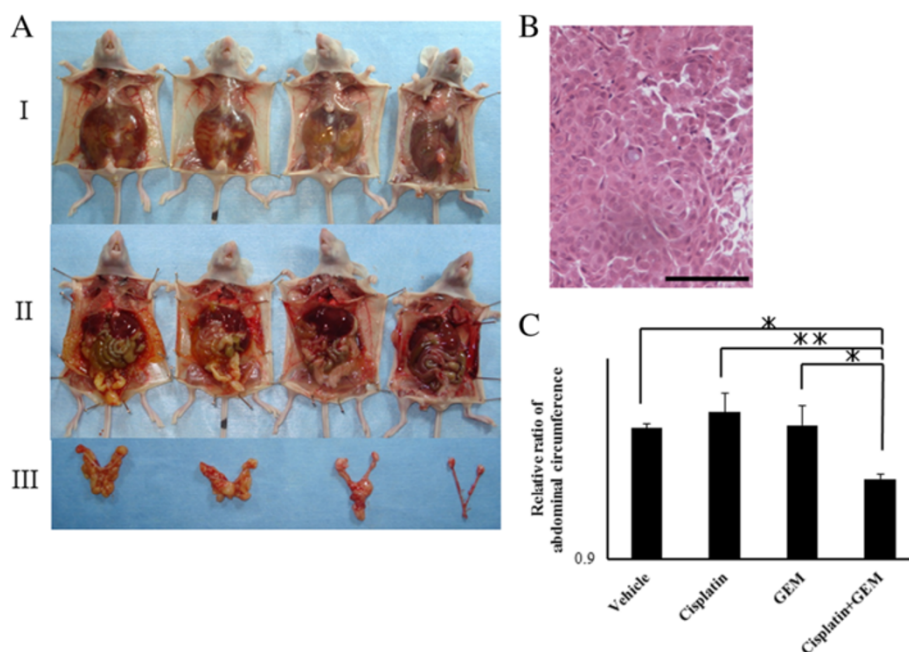 A
I
II
III
B
C
*
**
*
Relative ratio of
abdominal circumference
0.9
Vehicle
Cisplatin
GEM
Cisplatin+GEM